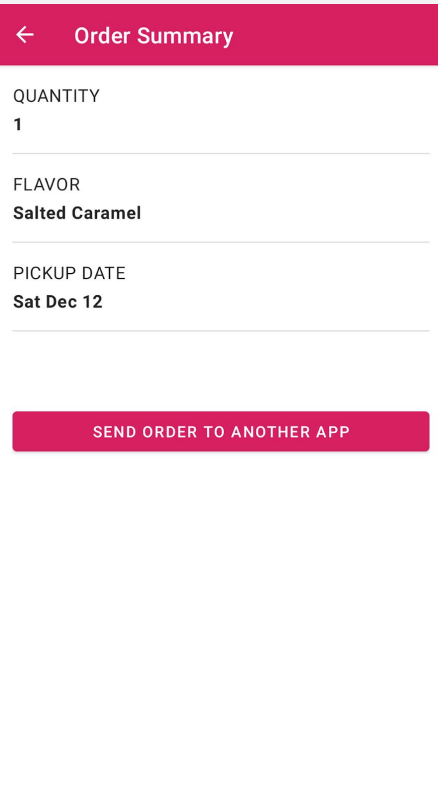 Order Summary
QUANTITY
1
FLAVOR
Salted Caramel
PICKUP DATE
Sat Dec 12
SEND ORDER TO ANOTHER APP